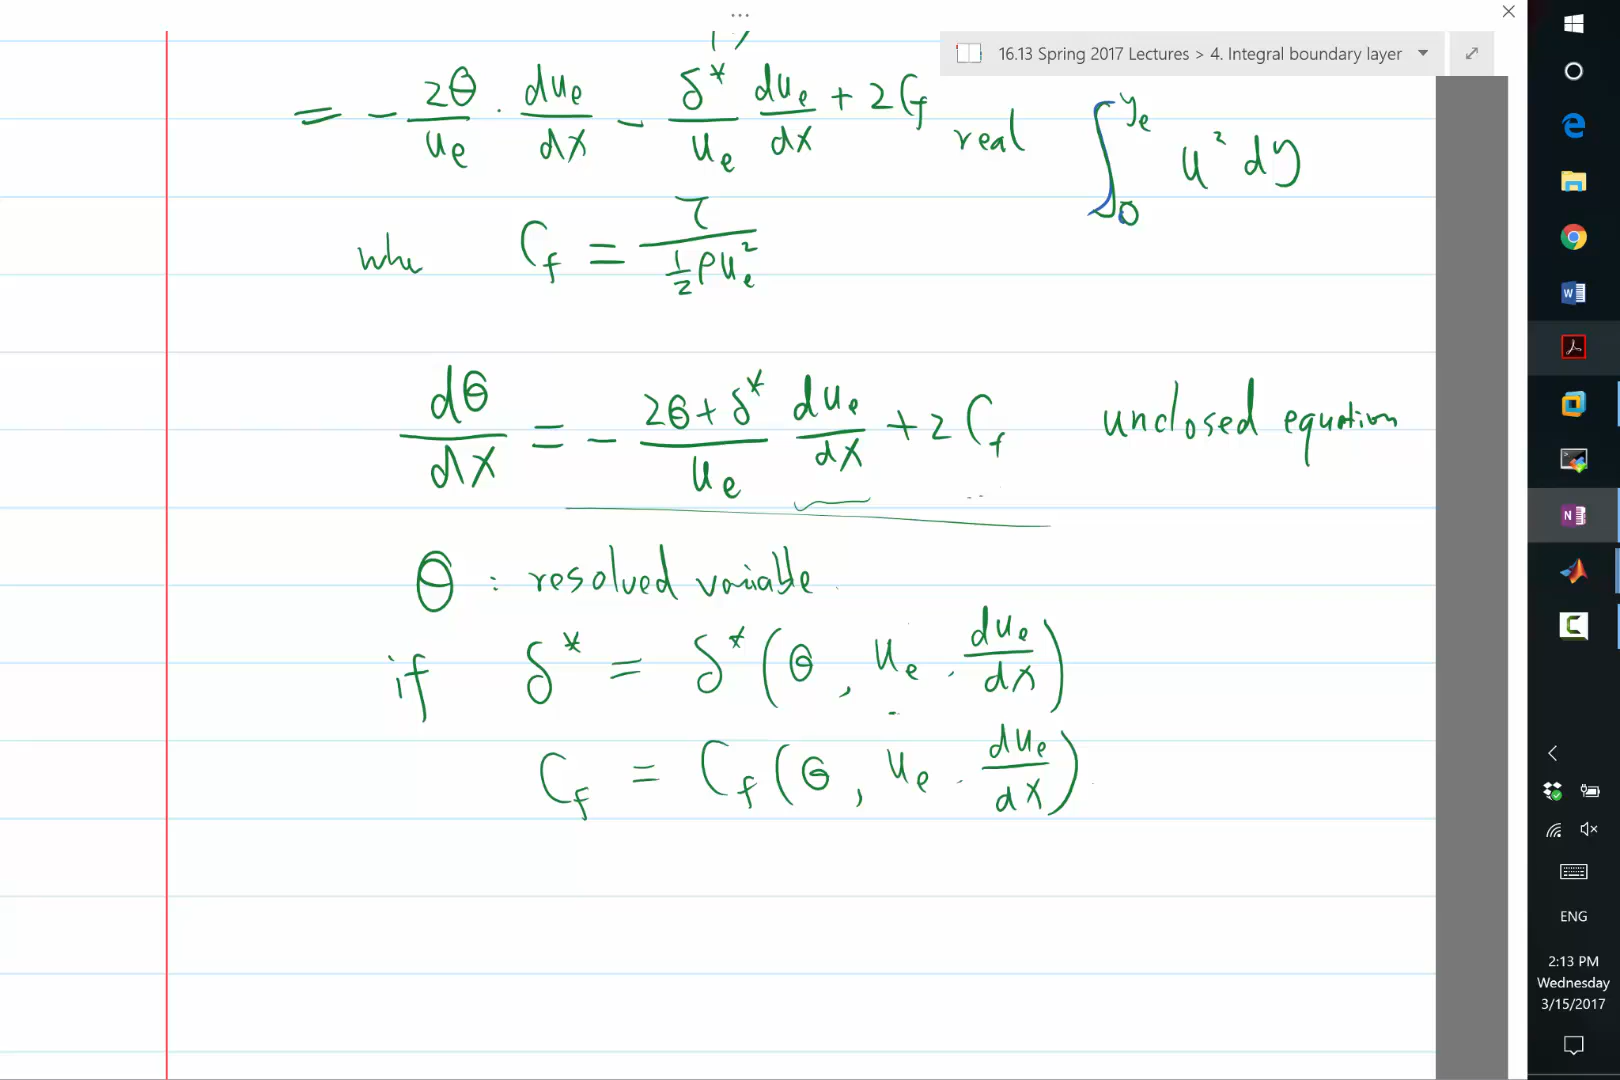 16.13 Spring 2017 Lectures > 4. Integral boundary layer
= - 2θ/u_e · du_e/dx - δ*/u_e du_e/dx + 2C_f real ∫_0^{y_e} u² dy
whe C_f = τ / ½ρu_e²
dθ/dx = - 2θ+δ*/u_e du_e/dx + 2C_f unclosed equation
θ : resolved variable.
if δ* = δ*(θ, u_e · du_e/dx)
C_f = C_f(θ, u_e · du_e/dx)
ENG
2:13 PM
Wednesday
3/15/2017